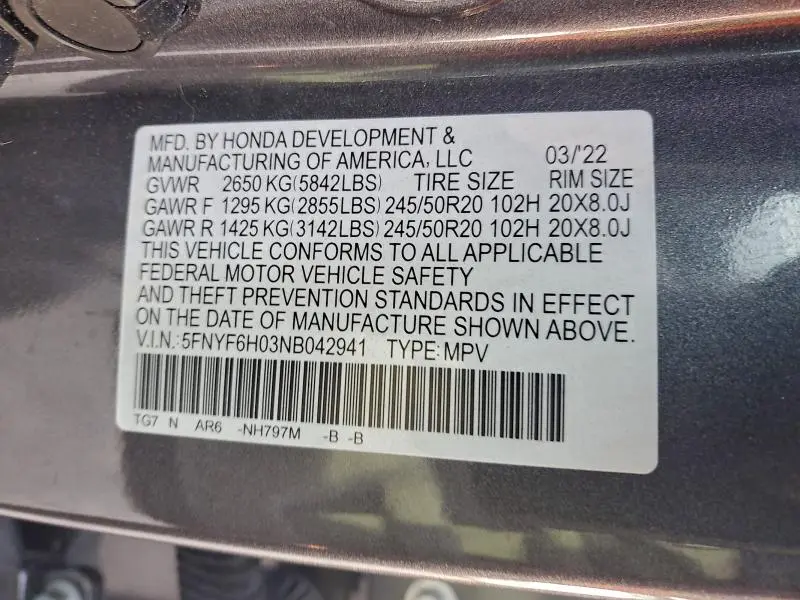 MFD. BY HONDA DEVELOPMENT &
MANUFACTURING OF AMERICA, LLC 03/'22
GVWR 2650 KG(5842LBS) TIRE SIZE RIM SIZE
GAWR F 1295 KG(2855LBS) 245/50R20 102H 20X8.0J
GAWR R 1425 KG(3142LBS) 245/50R20 102H 20X8.0J
THIS VEHICLE CONFORMS TO ALL APPLICABLE
FEDERAL MOTOR VEHICLE SAFETY
AND THEFT PREVENTION STANDARDS IN EFFECT
ON THE DATE OF MANUFACTURE SHOWN ABOVE.
V.I.N.: 5FNYF6H03NB042941 TYPE: MPV
TG7 N AR6 -NH797M -B -B